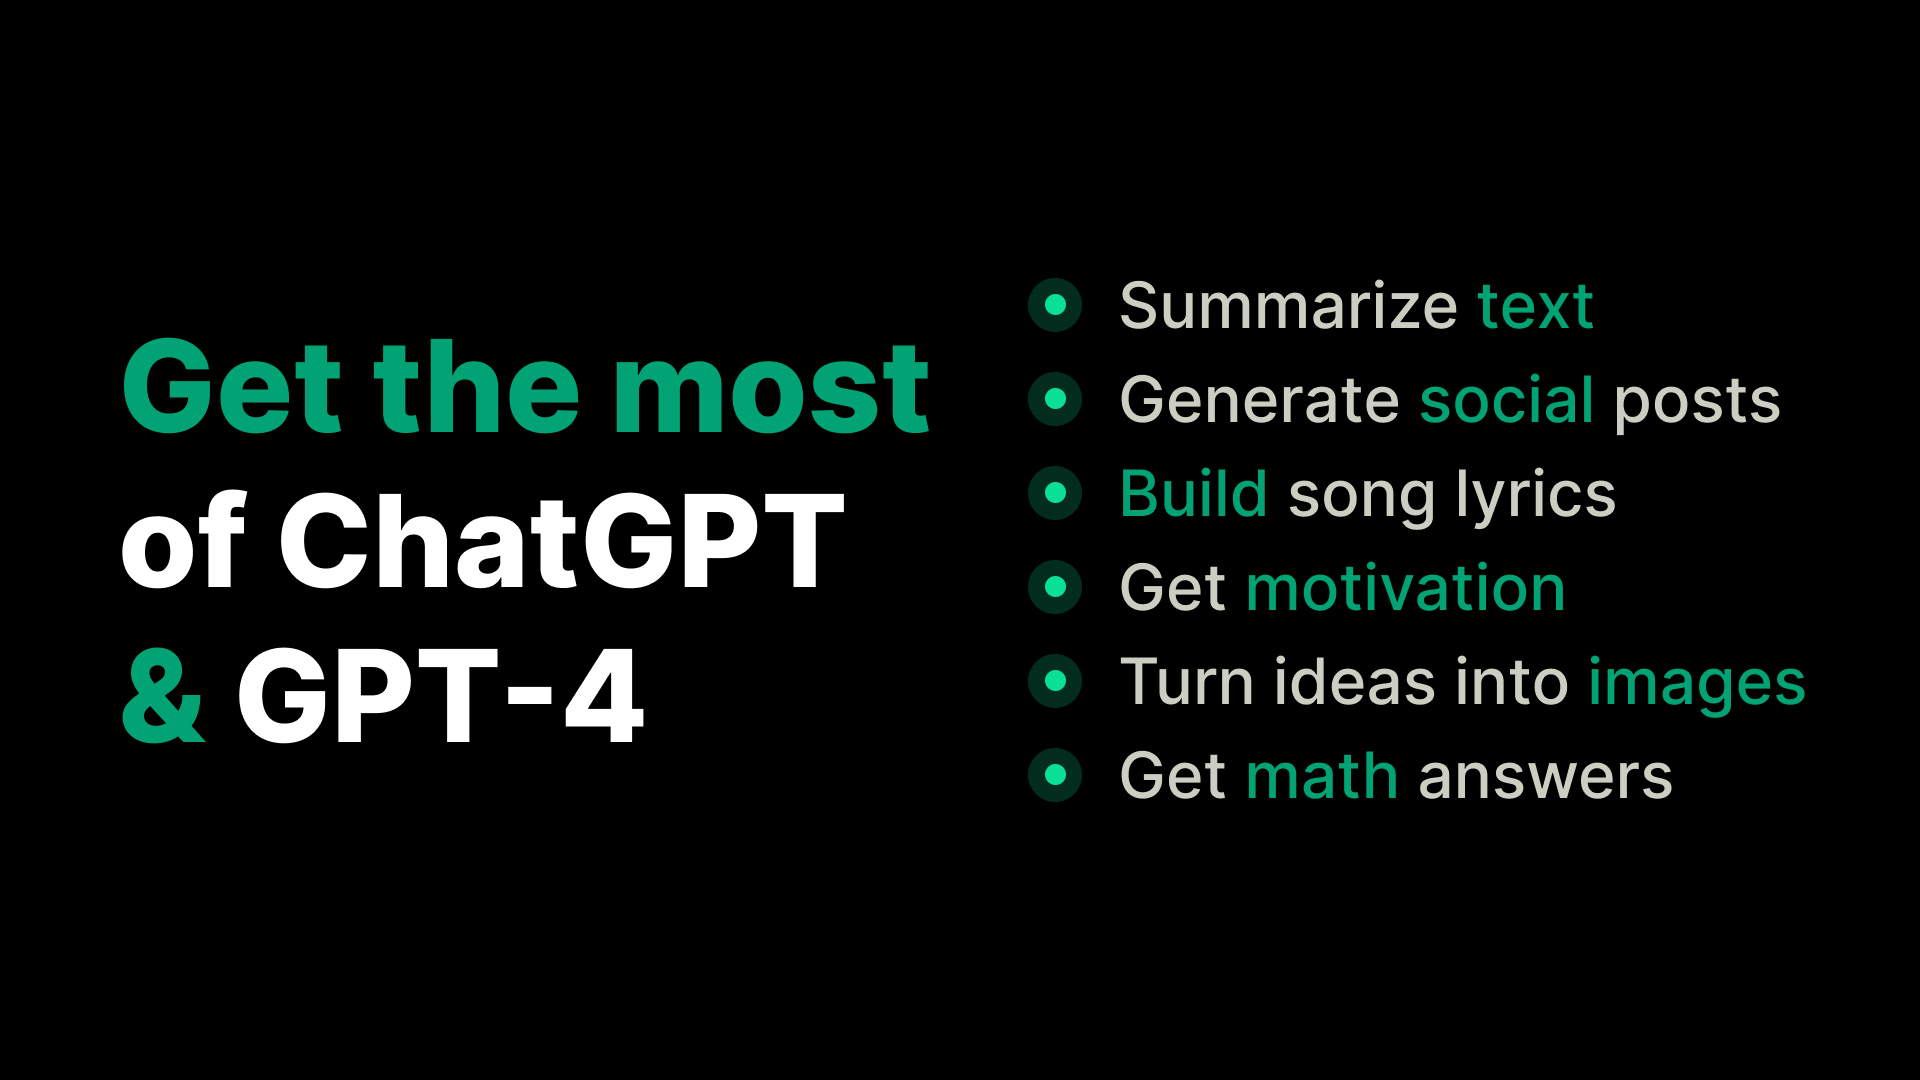 Get the most
of ChatGPT
& GPT-4
Summarize text
Generate social posts
Build song lyrics
Get motivation
Turn ideas into images
Get math answers